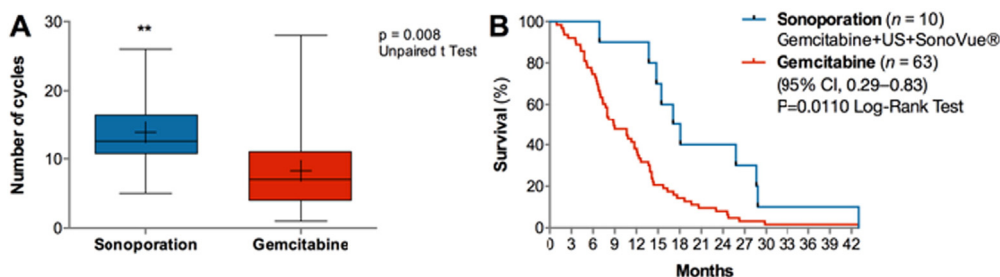 A
Number of cycles
30
20
10
0
**
p = 0.008
Unpaired t Test
Sonoporation
Gemcitabine
B
Survival (%)
100
80
60
40
20
0
Sonoporation (n = 10)
Gemcitabine+US+SonoVue®
Gemcitabine (n = 63)
(95% CI, 0.29–0.83)
P=0.0110 Log-Rank Test
0 3 6 9 12 15 18 21 24 27 30 33 36 39 42
Months